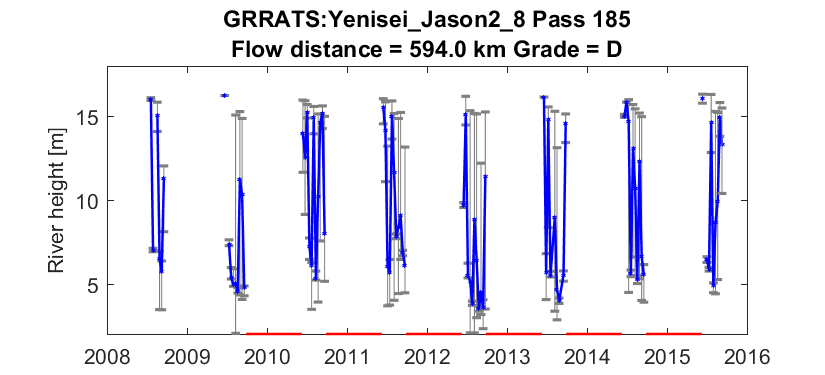 GRRATS:Yenisei_Jason2_8 Pass 185
Flow distance = 594.0 km Grade = D
River height [m]
15
10
5
2008 2009 2010 2011 2012 2013 2014 2015 2016